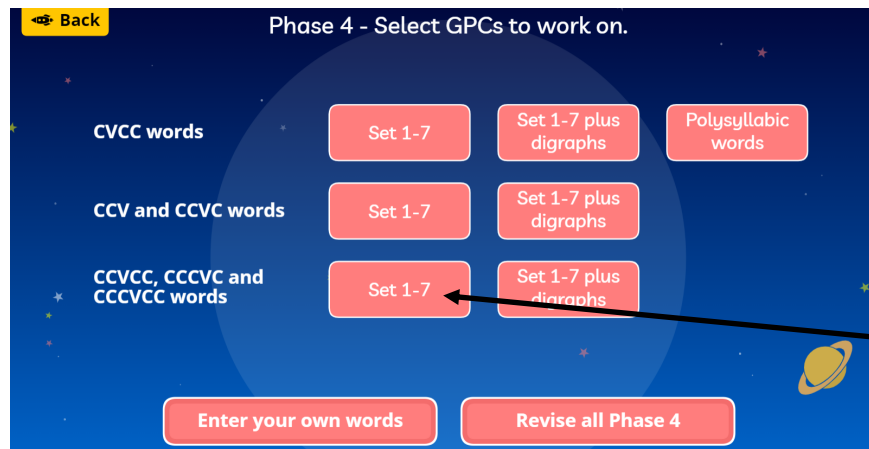 Back
Phase 4 - Select GPCs to work on.
CVCC words
Set 1-7
Set 1-7 plus
digraphs
Polysyllabic
words
CCV and CCVC words
Set 1-7
Set 1-7 plus
digraphs
CCVCC, CCCVC and
CCCVCC words
Set 1-7
Set 1-7 plus
digraphs
Enter your own words
Revise all Phase 4